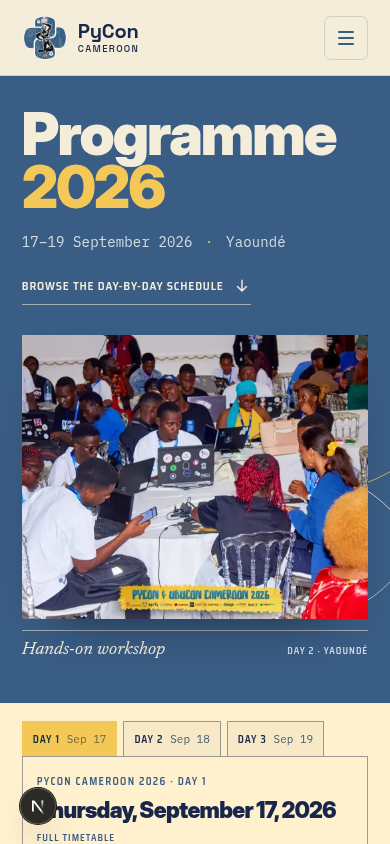 PyCon
CAMEROON
Programme
2026
17–19 September 2026 · Yaoundé
BROWSE THE DAY-BY-DAY SCHEDULE
PYCON & UBUCON CAMEROON 2026
Hands-on workshop
DAY 2 · YAOUNDÉ
DAY 1 Sep 17
DAY 2 Sep 18
DAY 3 Sep 19
PYCON CAMEROON 2026 · DAY 1
N
hursday, September 17, 2026
FULL TIMETABLE